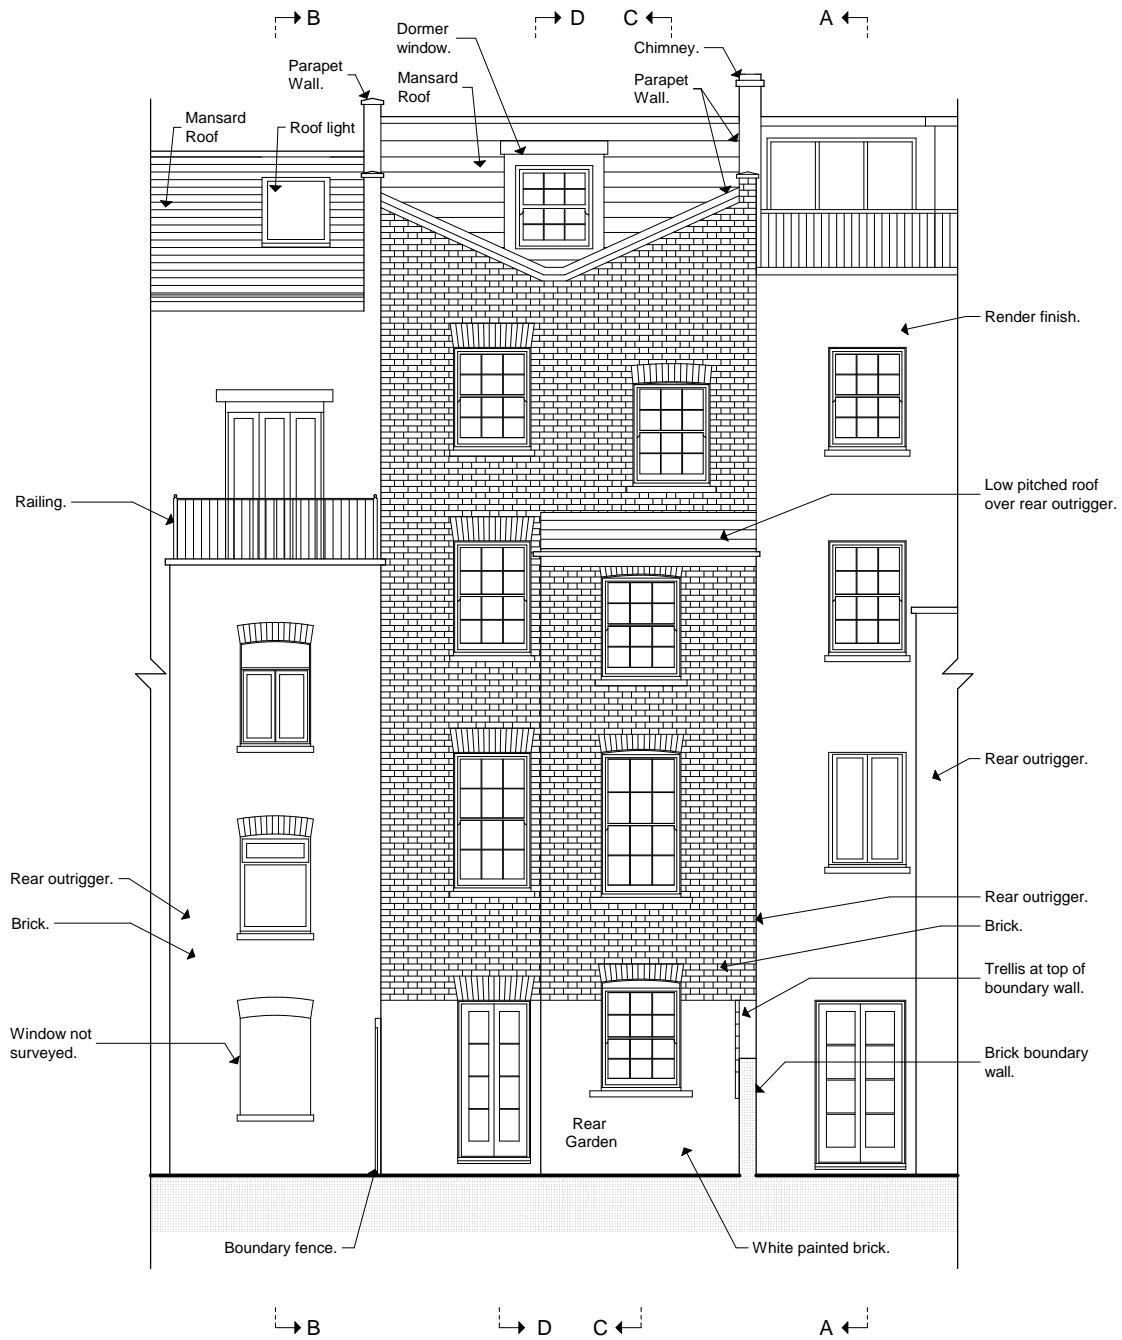 B
D
C
A
Dormer
window.
Chimney.
Parapet
Wall.
Mansard
Roof
Parapet
Wall.
Mansard
Roof
Roof light
Render finish.
Low pitched roof
over rear outrigger.
Railing.
Rear outrigger.
Rear outrigger.
Rear outrigger.
Brick.
Brick.
Trellis at top of
boundary wall.
Window not
surveyed.
Brick boundary
wall.
Rear
Garden
Boundary fence.
White painted brick.
B
D
C
A